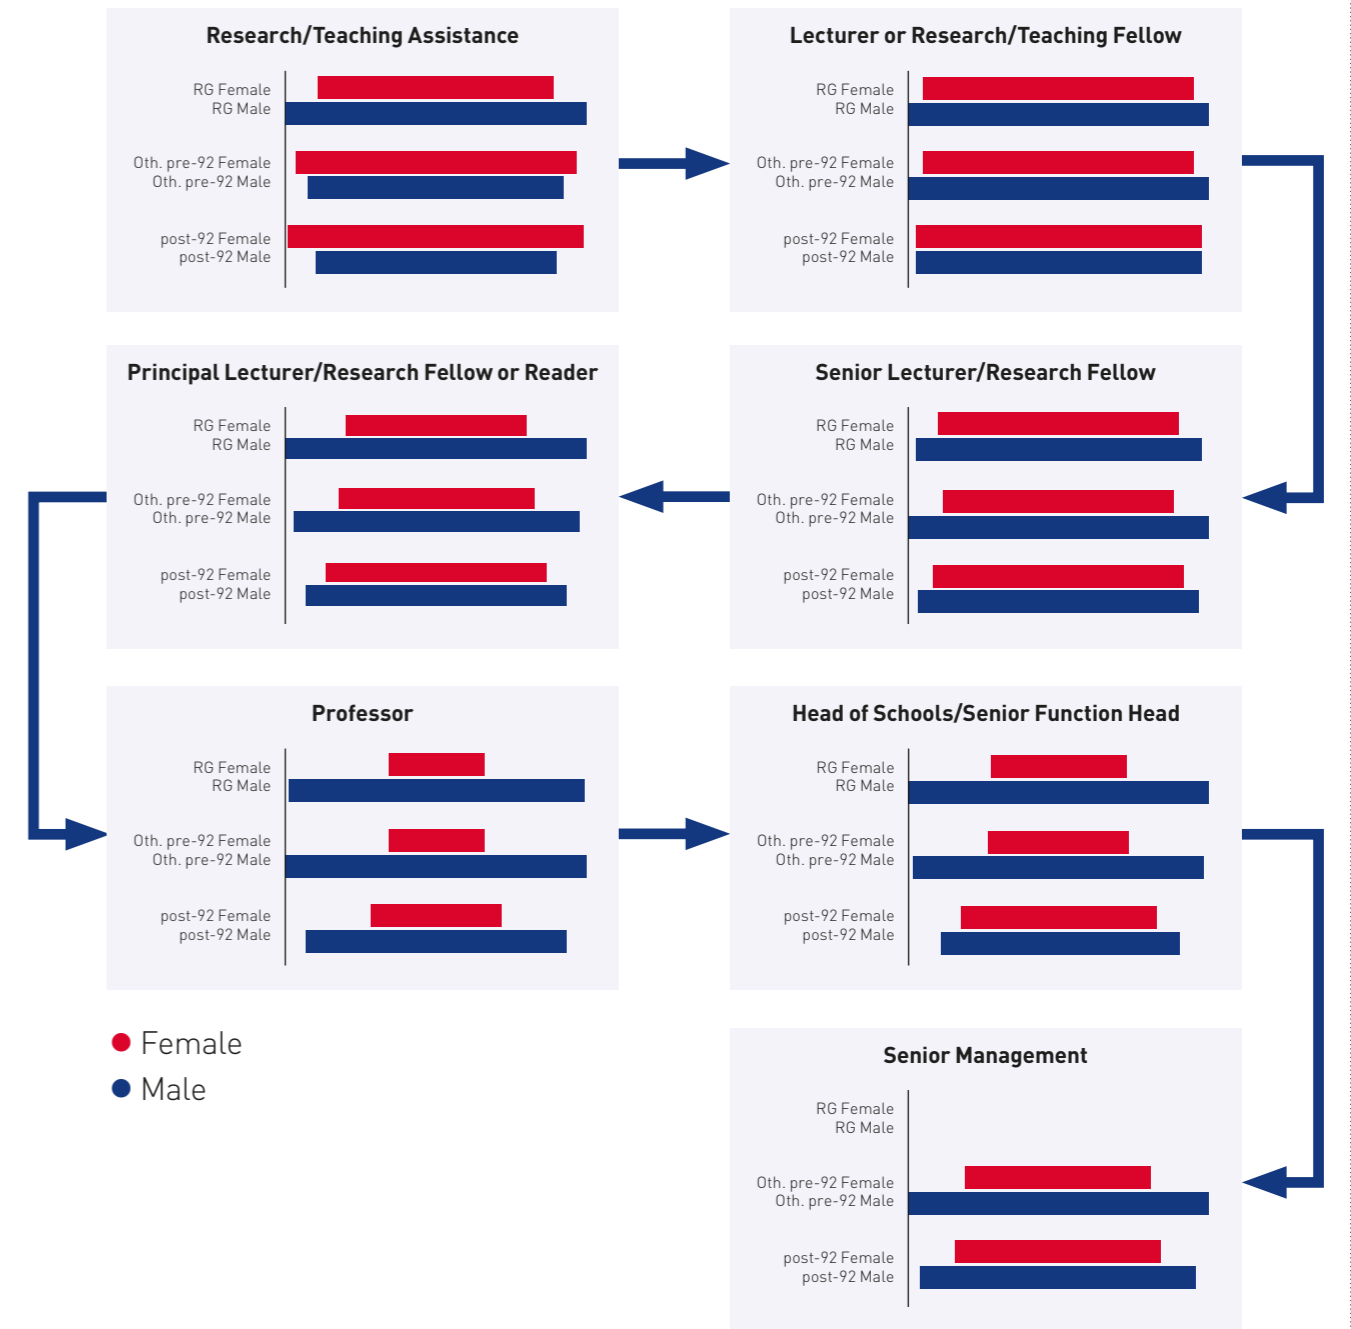 Research/Teaching Assistance
RG Female
RG Male
Oth. pre-92 Female
Oth. pre-92 Male
post-92 Female
post-92 Male
Lecturer or Research/Teaching Fellow
RG Female
RG Male
Oth. pre-92 Female
Oth. pre-92 Male
post-92 Female
post-92 Male
Principal Lecturer/Research Fellow or Reader
RG Female
RG Male
Oth. pre-92 Female
Oth. pre-92 Male
post-92 Female
post-92 Male
Senior Lecturer/Research Fellow
RG Female
RG Male
Oth. pre-92 Female
Oth. pre-92 Male
post-92 Female
post-92 Male
Professor
RG Female
RG Male
Oth. pre-92 Female
Oth. pre-92 Male
post-92 Female
post-92 Male
Head of Schools/Senior Function Head
RG Female
RG Male
Oth. pre-92 Female
Oth. pre-92 Male
post-92 Female
post-92 Male
Female
Male
Senior Management
RG Female
RG Male
Oth. pre-92 Female
Oth. pre-92 Male
post-92 Female
post-92 Male